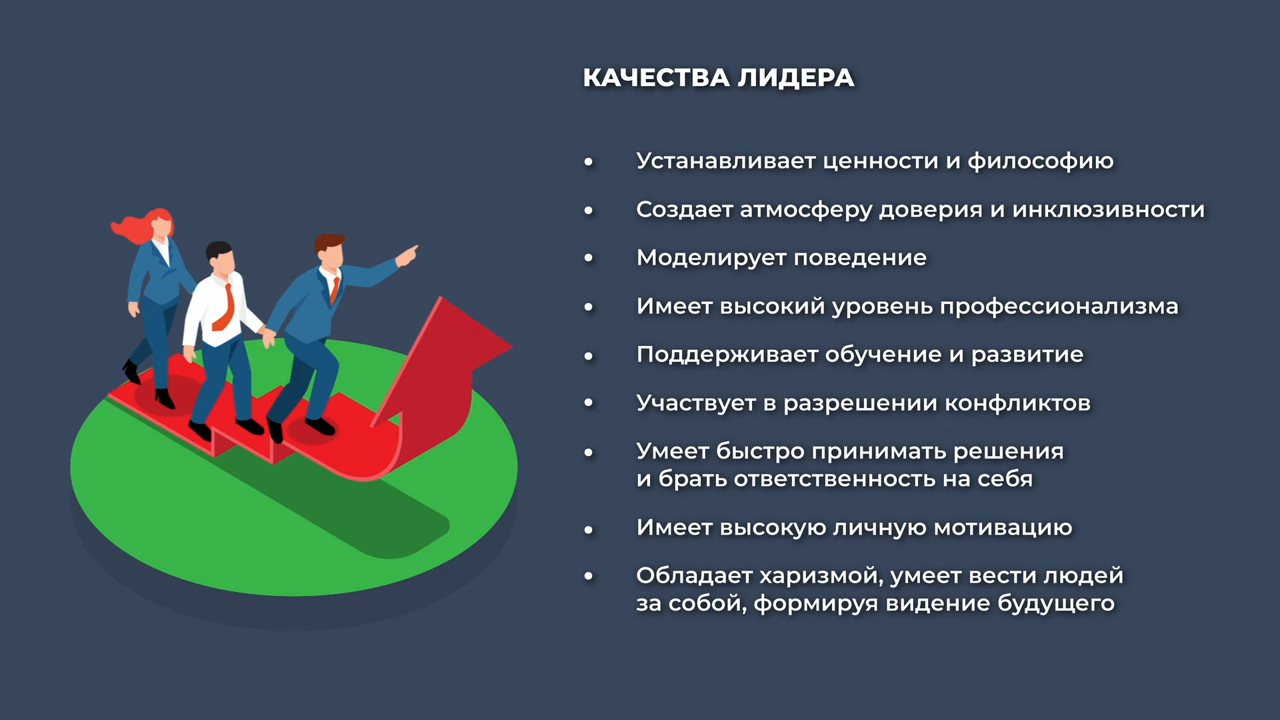 КАЧЕСТВА ЛИДЕРА
• Устанавливает ценности и философию
• Создает атмосферу доверия и инклюзивности
• Моделирует поведение
• Имеет высокий уровень профессионализма
• Поддерживает обучение и развитие
• Участвует в разрешении конфликтов
• Умеет быстро принимать решения
и брать ответственность на себя
• Имеет высокую личную мотивацию
• Обладает харизмой, умеет вести людей
за собой, формируя видение будущего